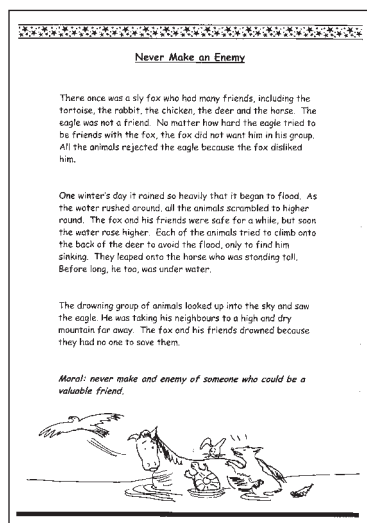 Never Make an Enemy
There once was a sly fox who had many friends, including the
tortoise, the rabbit, the chicken, the deer and the horse. The
eagle was not a friend. No matter how hard the eagle tried to
be friends with the fox, the fox did not want him in his group.
All the animals rejected the eagle because the fox disliked
him.
One winter's day it rained so heavily that it began to flood. As
the water rushed around, all the animals scrambled to higher
round. The fox and his friends were safe for a while, but soon
the water rose higher. Each of the animals tried to climb onto
the back of the deer to avoid the flood, only to find him
sinking. They leaped onto the horse who was standing tall.
Before long, he too, was under water.
The drowning group of animals looked up into the sky and saw
the eagle. He was taking his neighbours to a high and dry
mountain far away. The fox and his friends drowned because
they had no one to save them.
Moral: never make and enemy of someone who could be a
valuable friend.